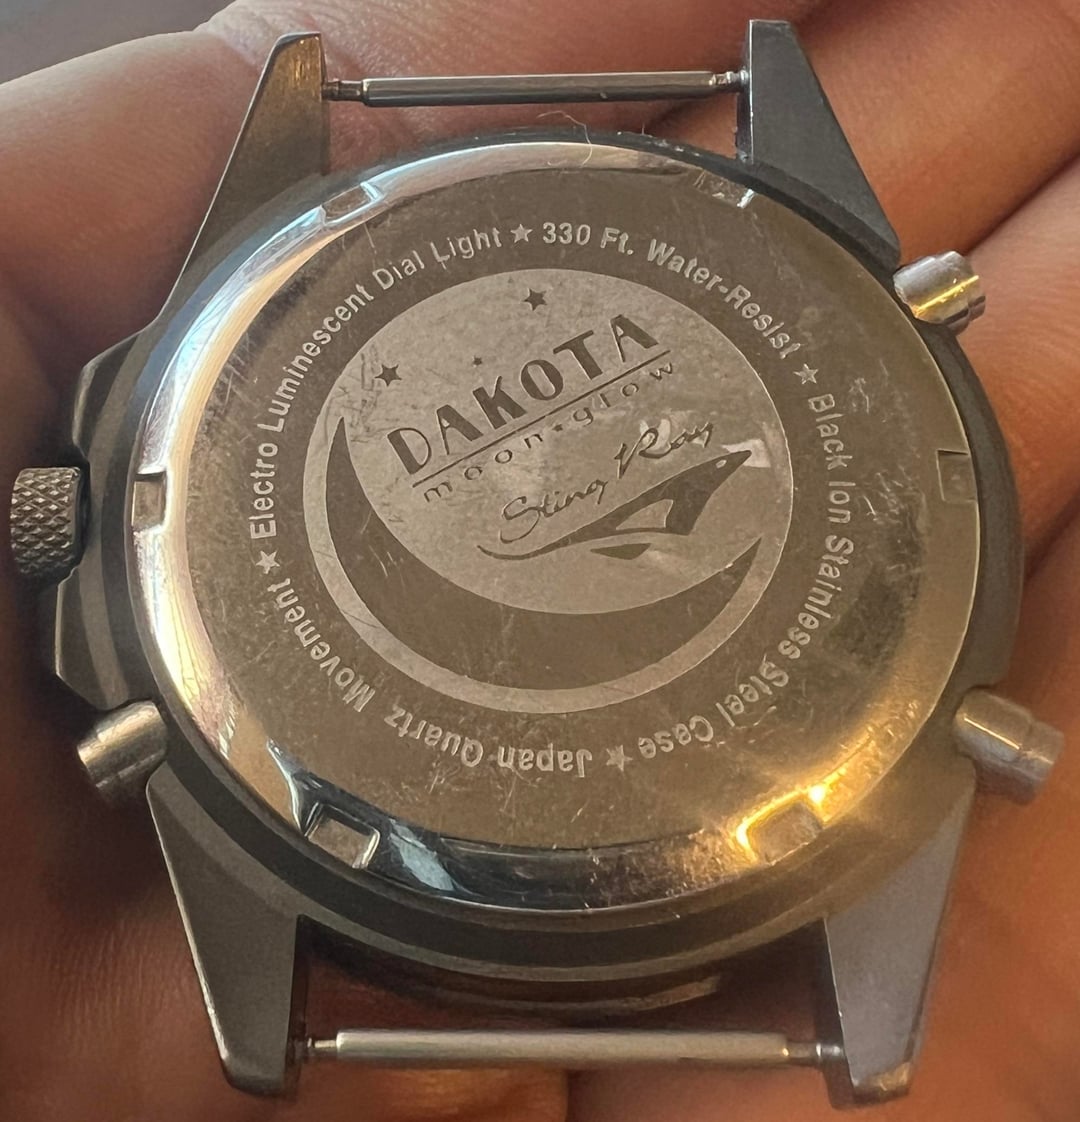 DAKOTA
moon•glow
Sting Ray
★ Electro Luminescent Dial Light ★ 330 Ft. Water-Resist ★ Black Ion Stainless Steel Case ★ Japan Quartz Movement